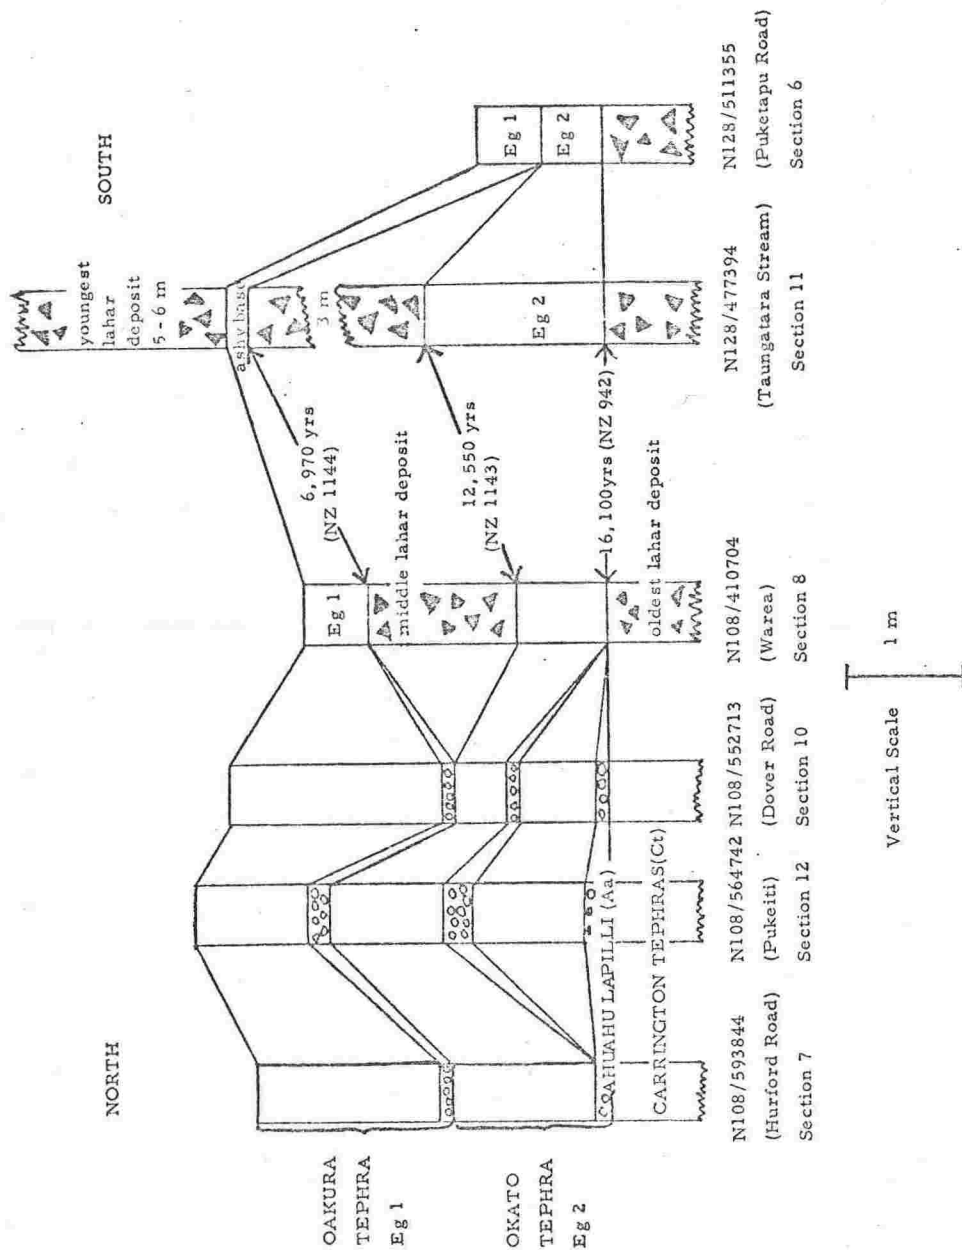 NORTH
SOUTH
OAKURA
TEPHRA
Eg 1
OKATO
TEPHRA
Eg 2
AHUAHU LAPILLI (Aa)
CARRINGTON TEPHRAS(Ct)
Eg 1
middle lahar deposit
oldest lahar deposit
6,970 yrs
(NZ 1144)
12,550 yrs
(NZ 1143)
16,100yrs (NZ 942)
youngest
lahar
deposit
5 - 6 m
ashy base
3 m
Eg 2
Eg 1
Eg 2
N108/593844
(Hurford Road)
Section 7
N108/564742
(Pukeiti)
Section 12
N108/552713
(Dover Road)
Section 10
N108/410704
(Warea)
Section 8
N128/477394
(Taungatara Stream)
Section 11
N128/511355
(Puketapu Road)
Section 6
Vertical Scale
1 m